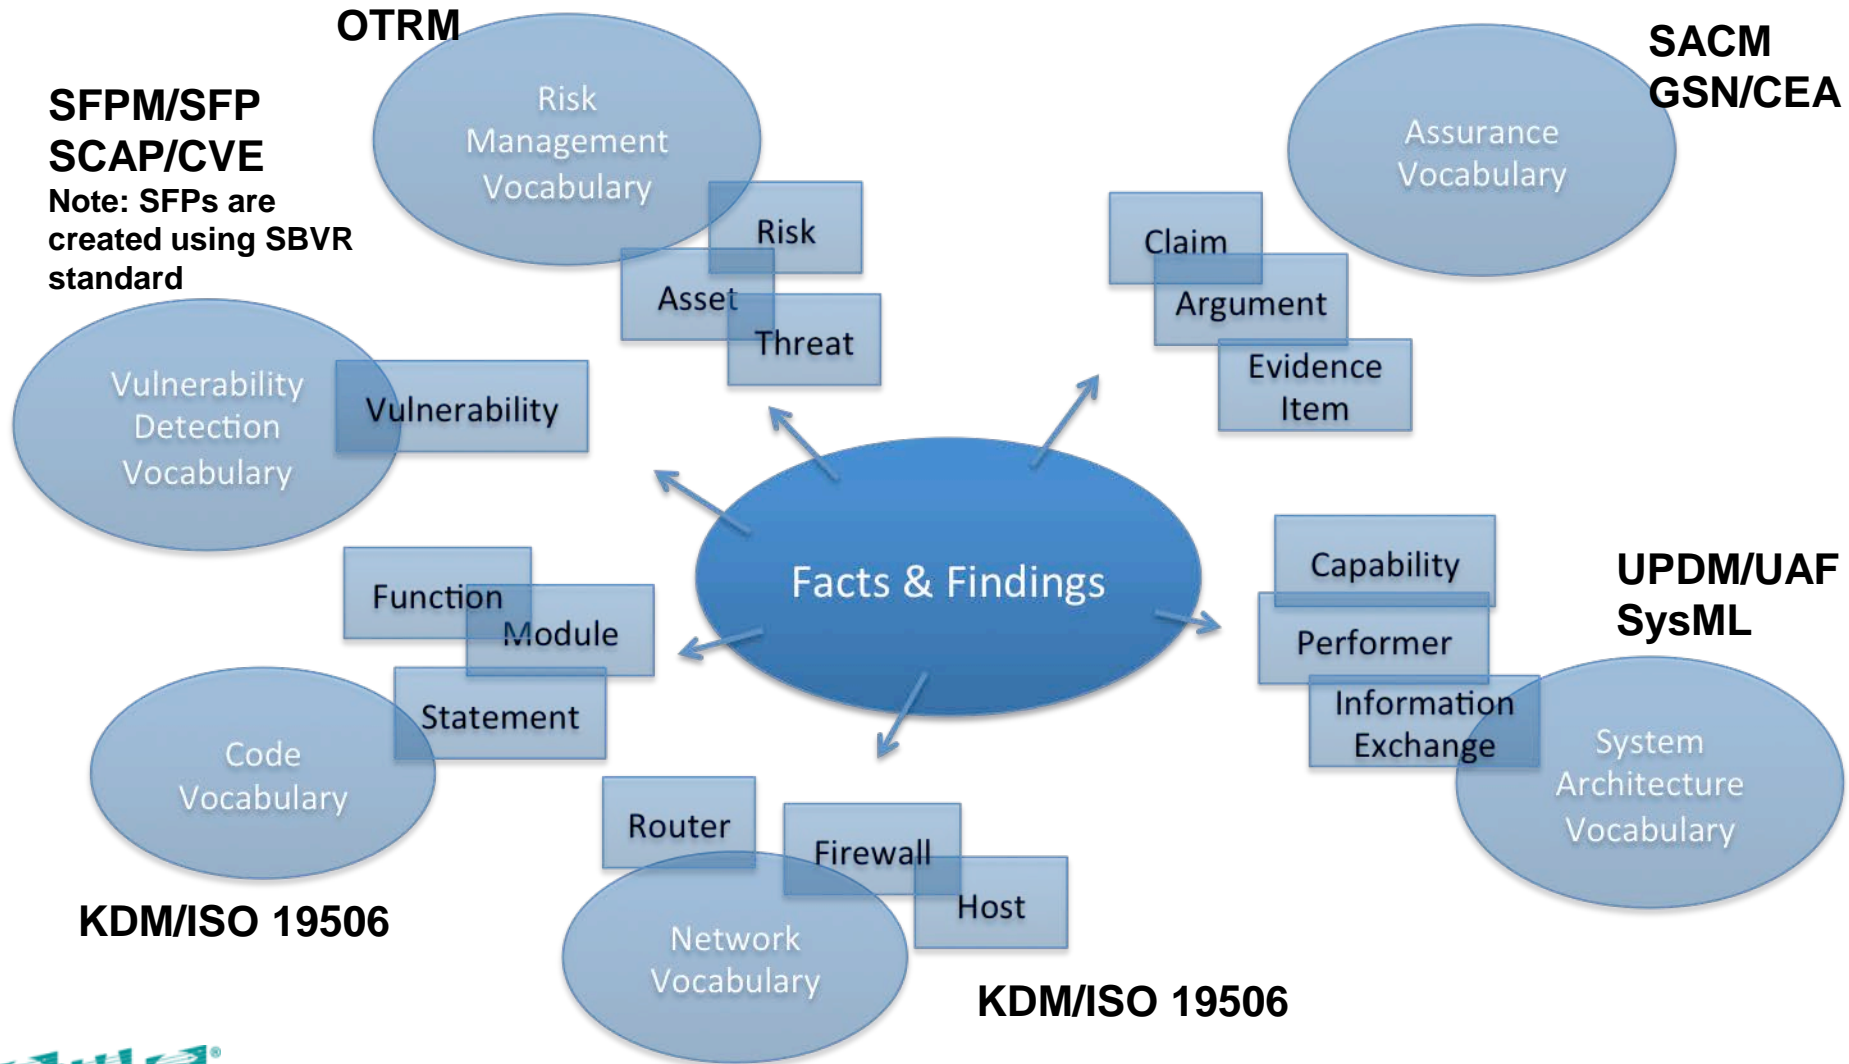 OTRM
SACM
GSN/CEA
SFPM/SFP
SCAP/CVE
Note: SFPs are
created using SBVR
standard
Risk
Management
Vocabulary
Assurance
Vocabulary
Risk
Asset
Threat
Claim
Argument
Evidence
Item
Vulnerability
Detection
Vocabulary
Vulnerability
Facts & Findings
Capability
Performer
Information
Exchange
UPDM/UAF
SysML
System
Architecture
Vocabulary
Function
Module
Statement
Code
Vocabulary
KDM/ISO 19506
Router
Firewall
Host
Network
Vocabulary
KDM/ISO 19506
®